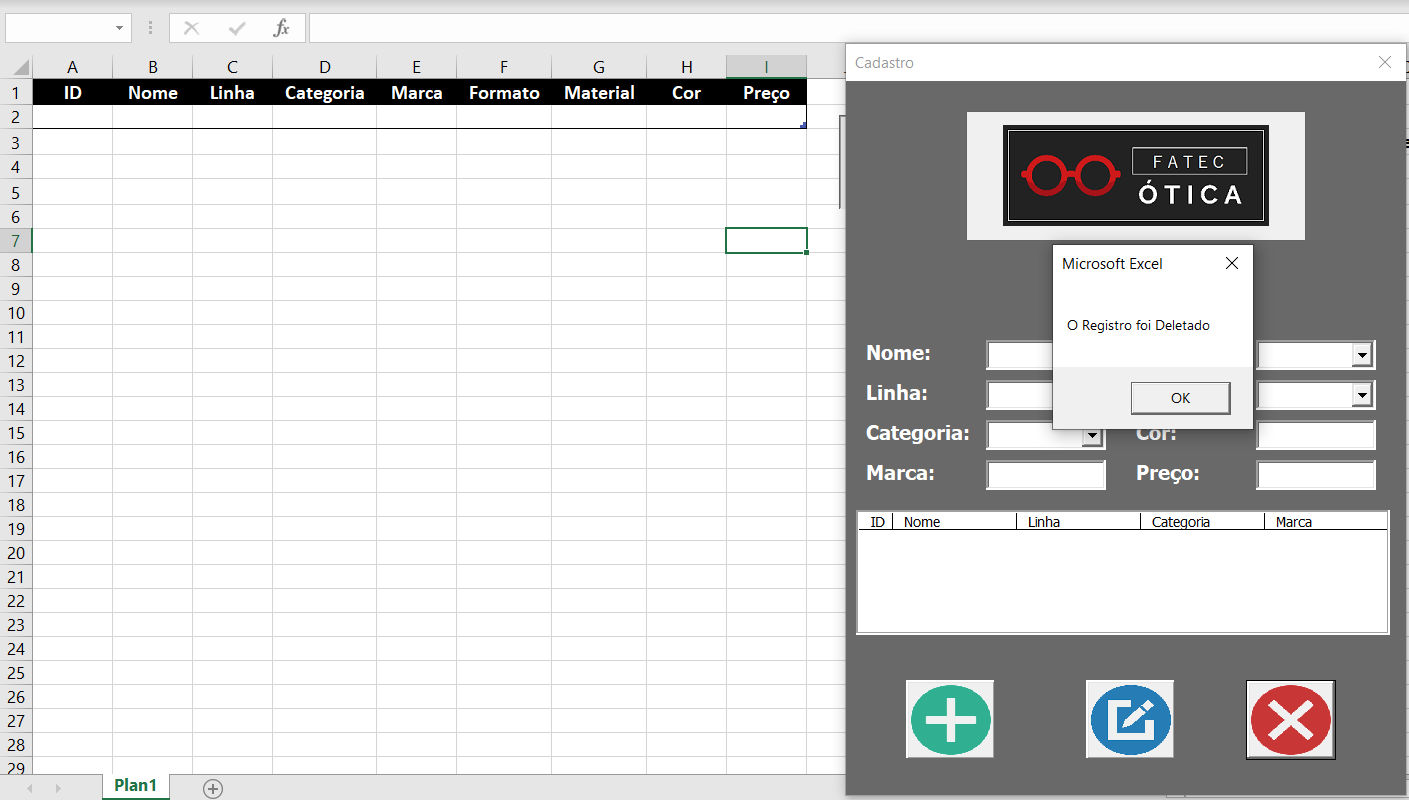 fx
A B C D E F G H I
1 ID Nome Linha Categoria Marca Formato Material Cor Preço
2
3
4
5
6
7
8
9
10
11
12
13
14
15
16
17
18
19
20
21
22
23
24
25
26
27
28
29
Plan1
Cadastro
FATEC
ÓTICA
Microsoft Excel
O Registro foi Deletado
OK
Nome:
Linha:
Categoria: Cor:
Marca: Preço:
ID Nome Linha Categoria Marca